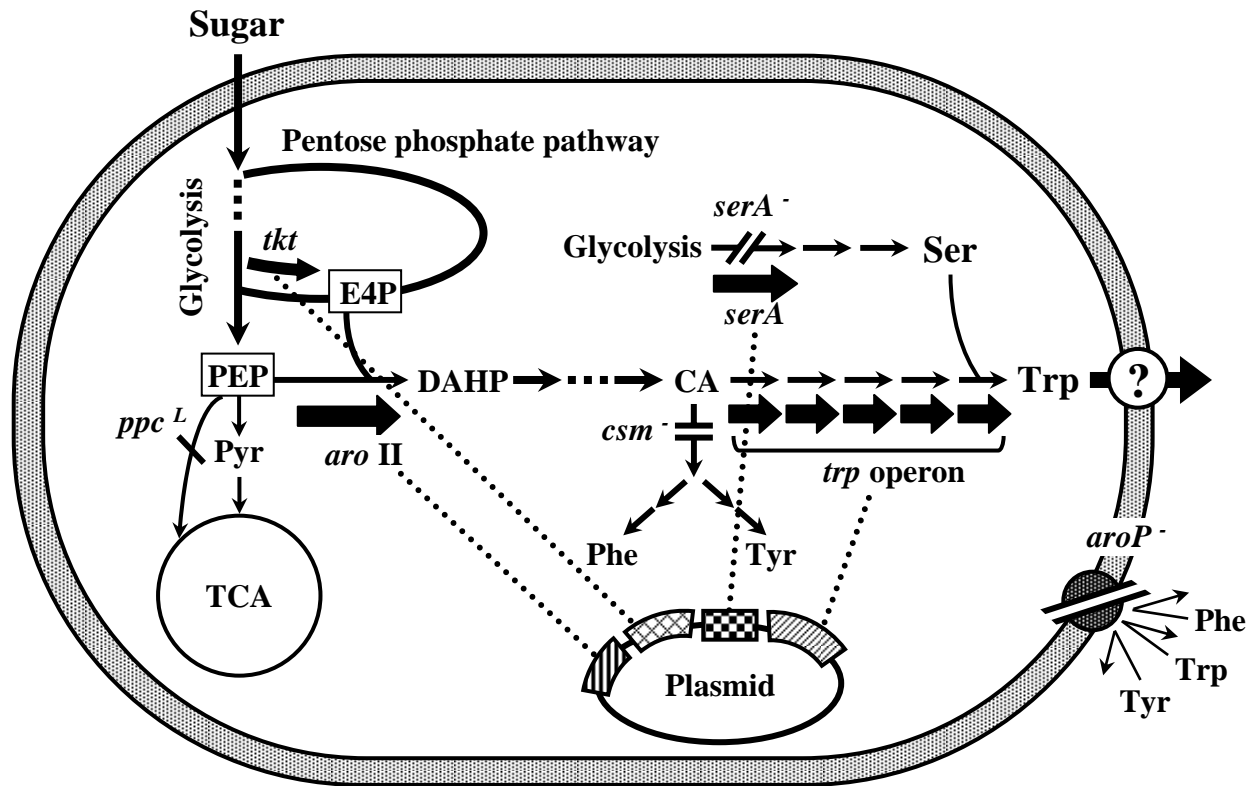 Sugar
Pentose phosphate pathway
Glycolysis
tkt
E4P
serA -
Glycolysis
Ser
serA
PEP
DAHP
CA
Trp
?
ppc L
Pyr
aro II
csm -
trp operon
Phe
Tyr
aroP -
TCA
Phe
Trp
Tyr
Plasmid